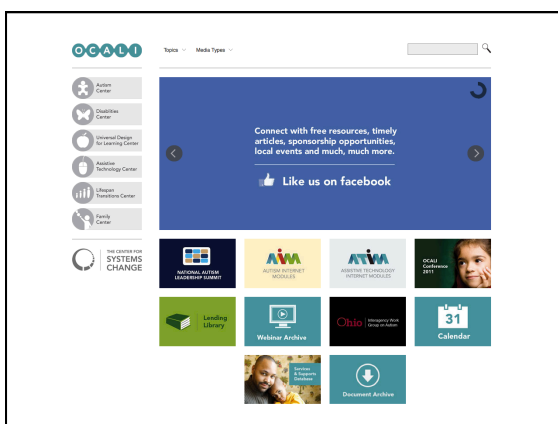 OCALI
Topics
Media Types
Autism
Center
Disabilities
Center
Universal Design
for Learning Center
Assistive
Technology Center
Lifespan
Transitions Center
Family
Center
THE CENTER FOR
SYSTEMS
CHANGE
Connect with free resources, timely
articles, sponsorship opportunities,
local events and much, much more.
Like us on facebook
NATIONAL AUTISM
LEADERSHIP SUMMIT
AIM
AUTISM INTERNET
MODULES
ATIM
ASSISTIVE TECHNOLOGY
INTERNET MODULES
OCALI
Conference
2011
Lending
Library
Webinar Archive
Ohio
Interagency Work
Group on Autism
31
Calendar
Services
& Supports
Database
Document Archive